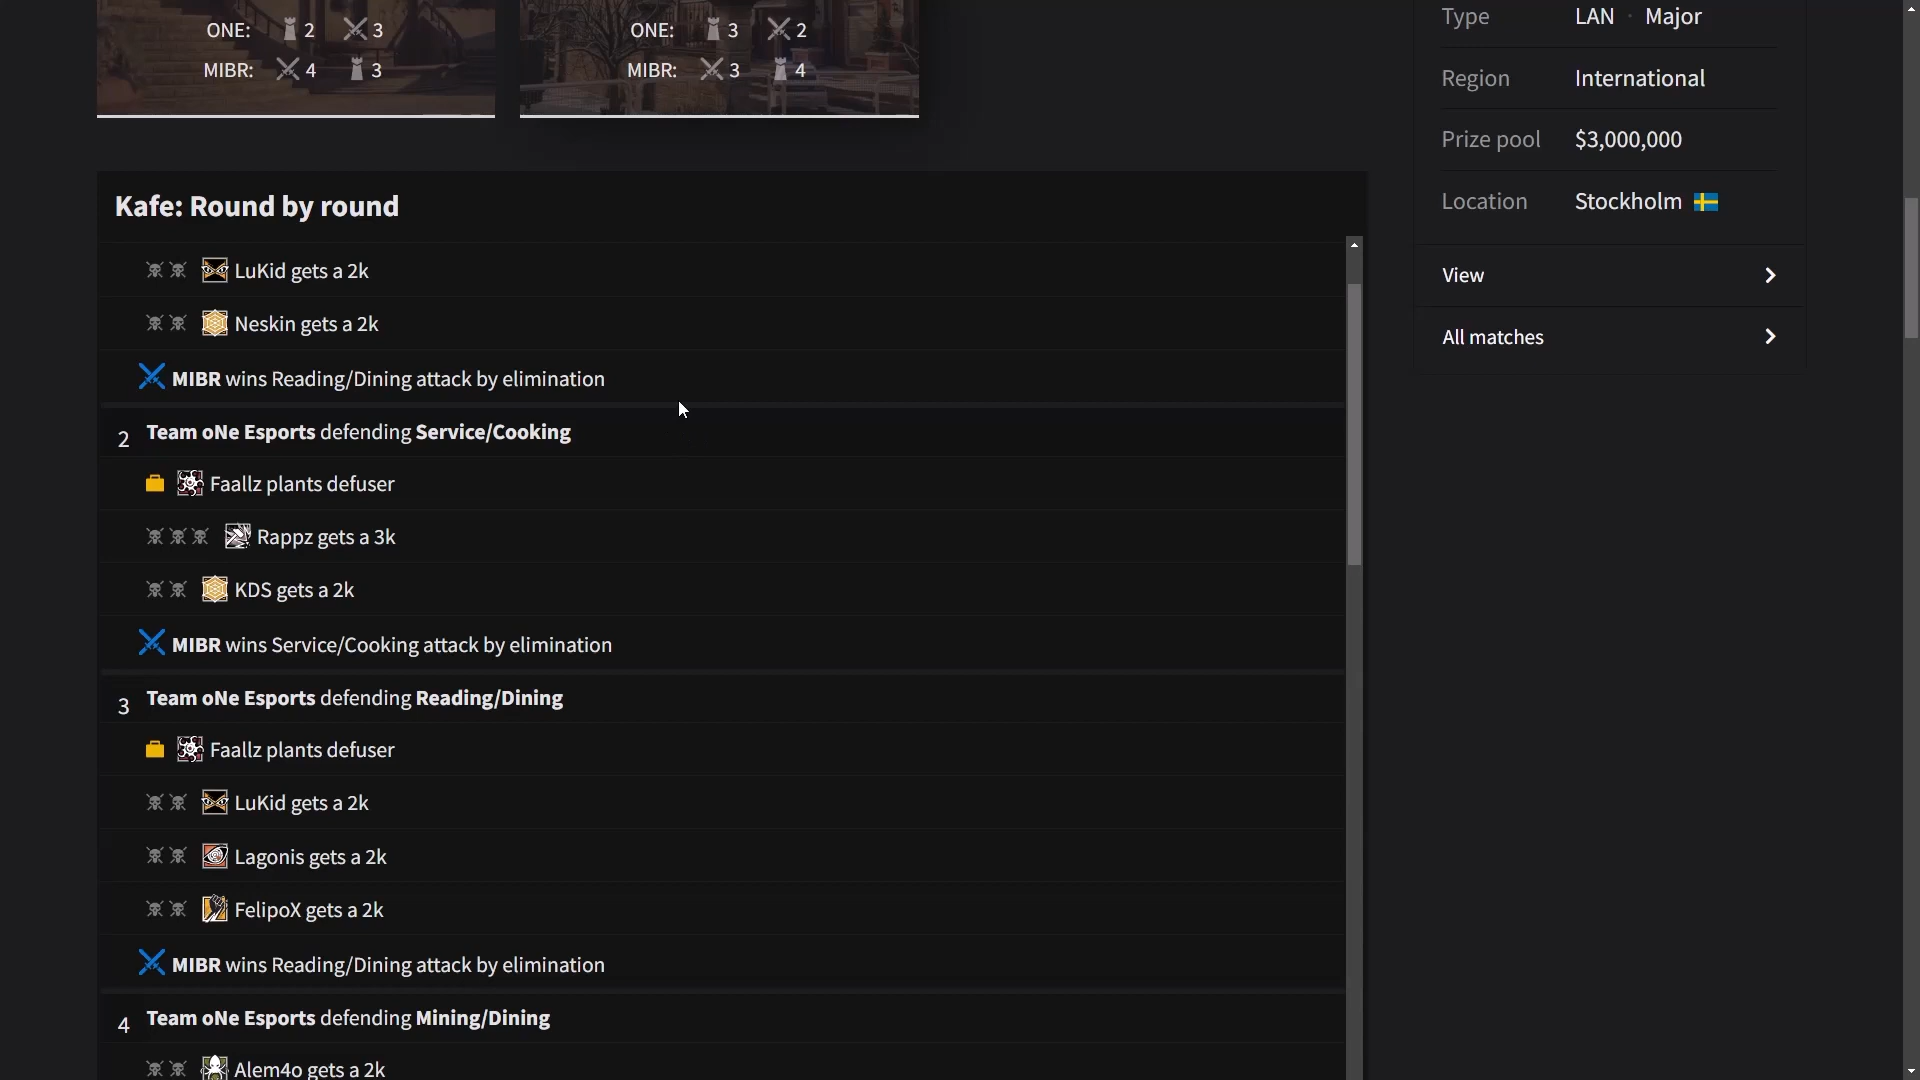 ONE: 2 3
MIBR: 4 3
ONE: 3 2
MIBR: 3 4
Type LAN · Major
Region International
Prize pool $3,000,000
Location Stockholm
View
All matches
Kafe: Round by round
LuKid gets a 2k
Neskin gets a 2k
MIBR wins Reading/Dining attack by elimination
2 Team oNe Esports defending Service/Cooking
Faallz plants defuser
Rappz gets a 3k
KDS gets a 2k
MIBR wins Service/Cooking attack by elimination
3 Team oNe Esports defending Reading/Dining
Faallz plants defuser
LuKid gets a 2k
Lagonis gets a 2k
FelipoX gets a 2k
MIBR wins Reading/Dining attack by elimination
4 Team oNe Esports defending Mining/Dining
Alem4o gets a 2k